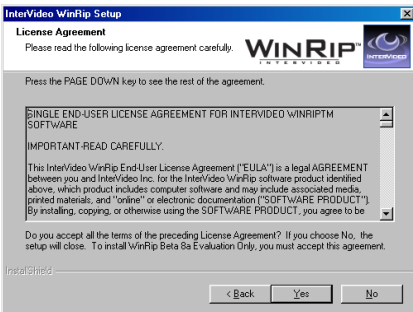 InterVideo WinRip Setup
License Agreement
Please read the following license agreement carefully.
WINRIP™
INTERVIDEO
INTERVIDEO
Press the PAGE DOWN key to see the rest of the agreement.
SINGLE END-USER LICENSE AGREEMENT FOR INTERVIDEO WINRIPTM
SOFTWARE
IMPORTANT-READ CAREFULLY.
This InterVideo WinRip End-User License Agreement ("EULA") is a legal AGREEMENT
between you and InterVideo Inc. for the InterVideo WinRip software product identified
above, which product includes computer software and may include associated media,
printed materials, and "online" or electronic documentation ("SOFTWARE PRODUCT").
By installing, copying, or otherwise using the SOFTWARE PRODUCT, you agree to be
Do you accept all the terms of the preceding License Agreement? If you choose No, the
setup will close. To install WinRip Beta 8a Evaluation Only, you must accept this agreement.
InstallShield
< Back
Yes
No